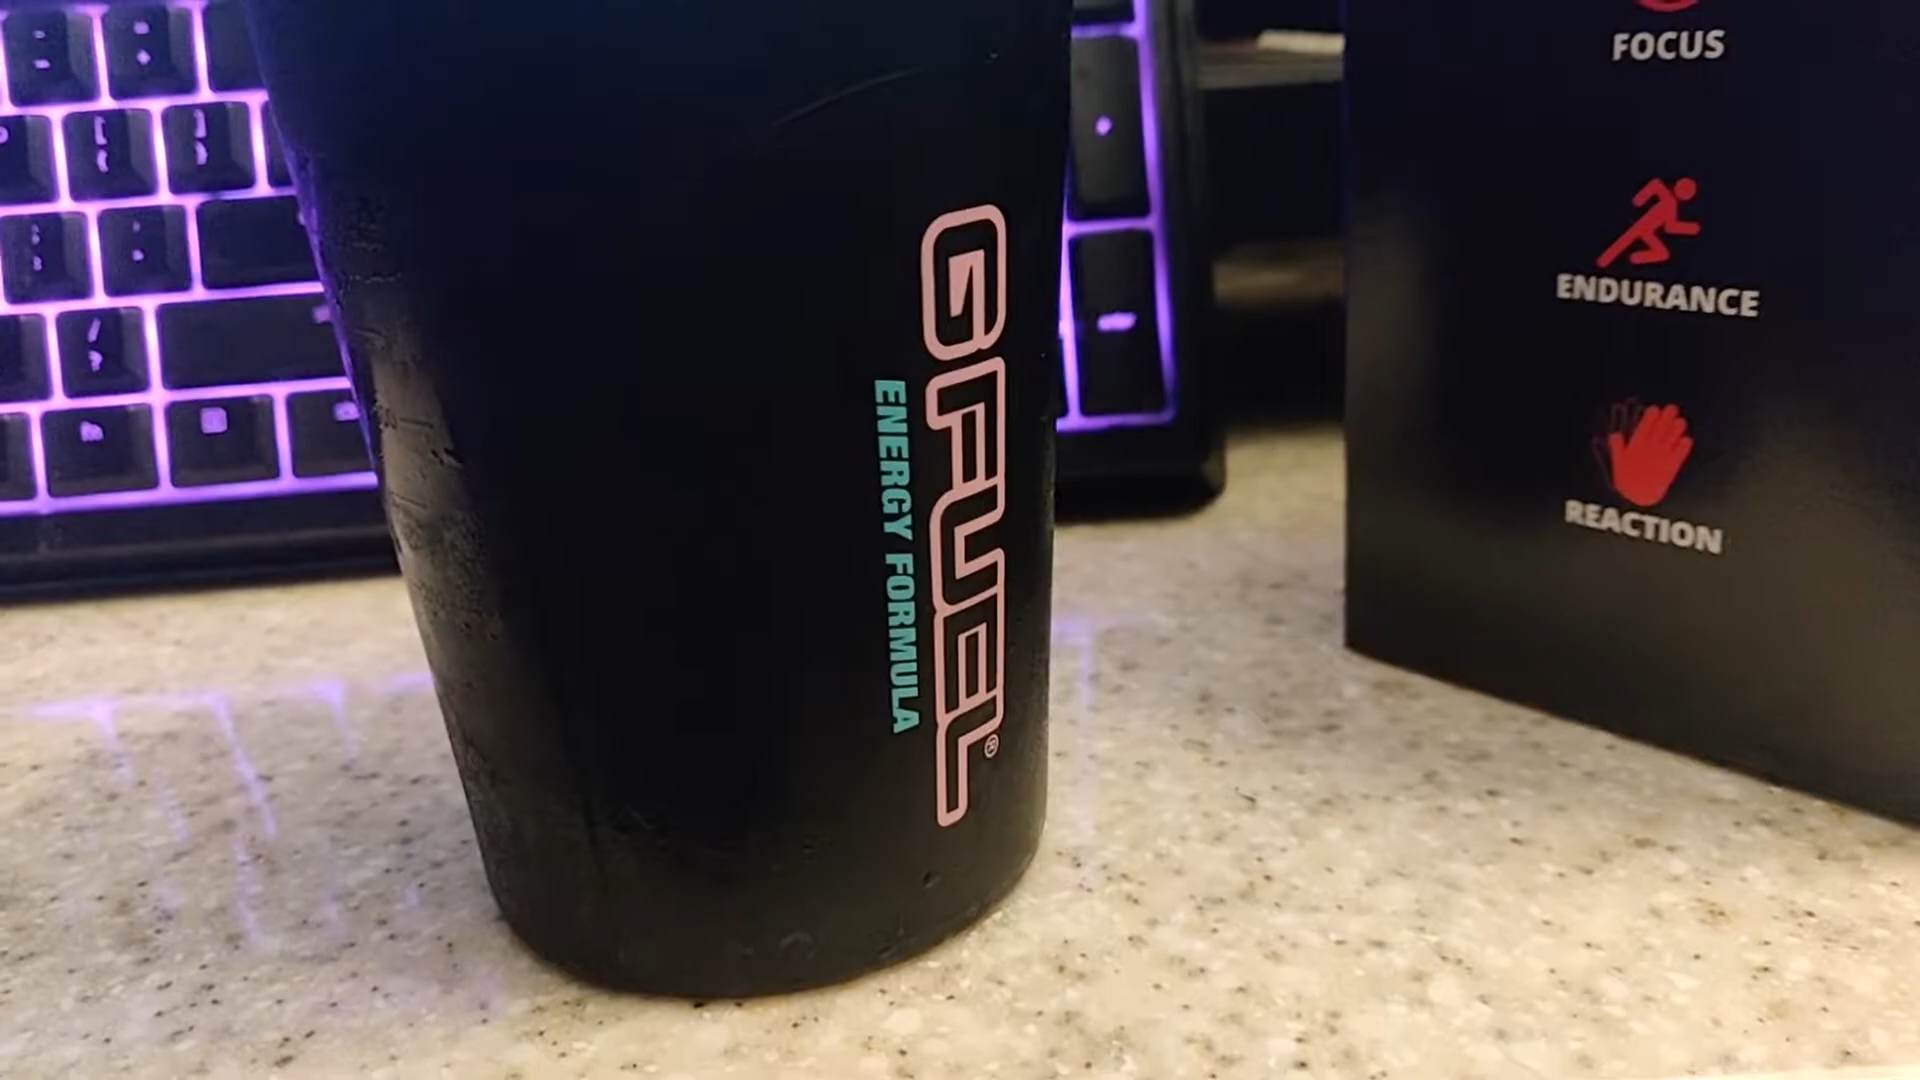 GFUEL®
ENERGY FORMULA
FOCUS
ENDURANCE
REACTION